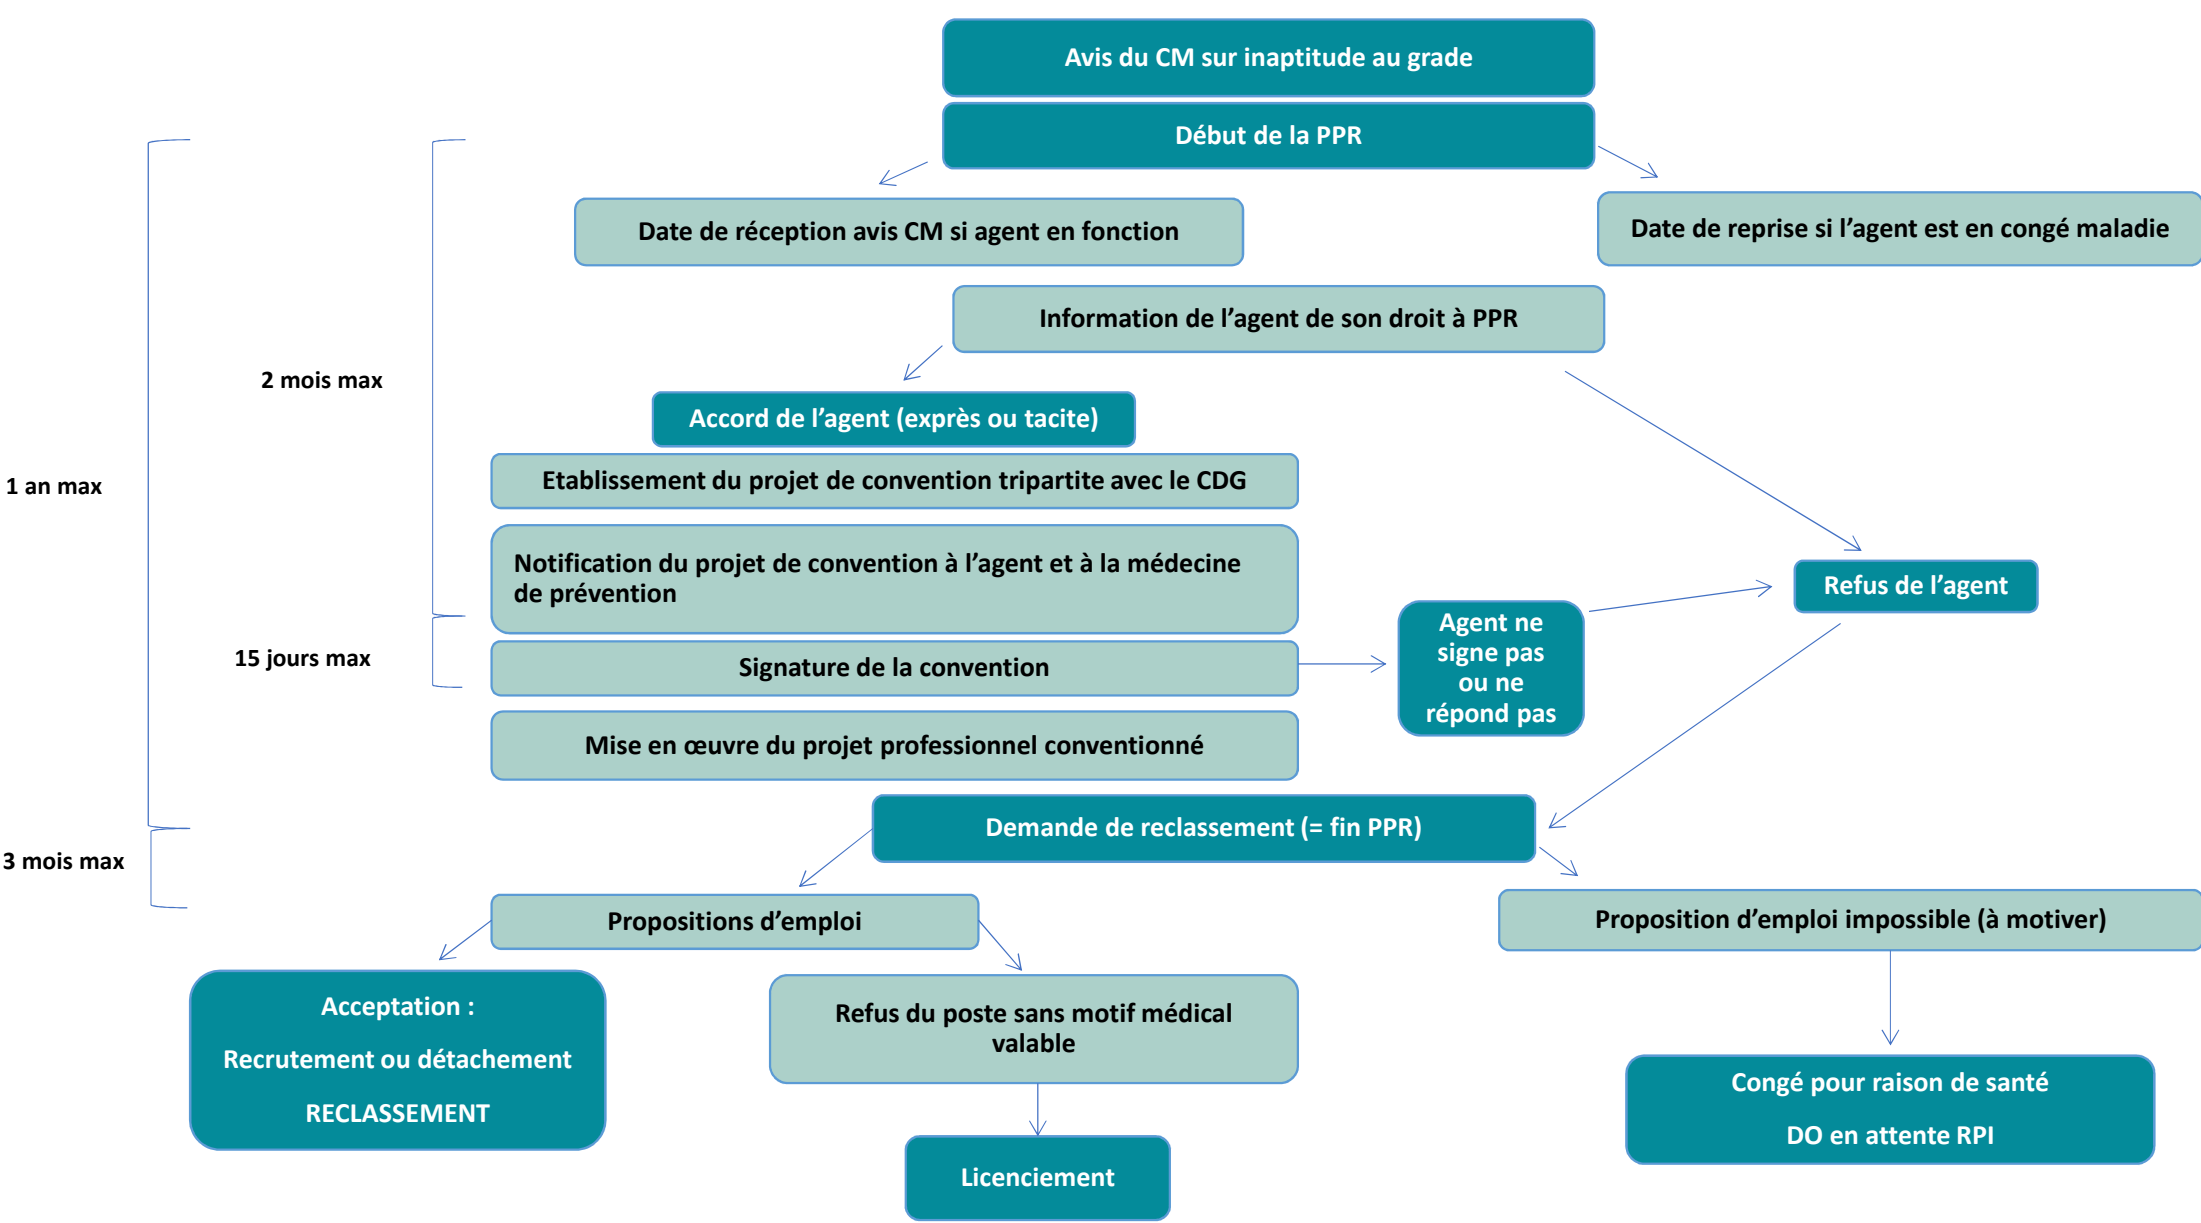 Avis du CM sur inaptitude au grade
Début de la PPR
Date de réception avis CM si agent en fonction
Date de reprise si l’agent est en congé maladie
Information de l’agent de son droit à PPR
2 mois max
Accord de l’agent (exprès ou tacite)
1 an max
Etablissement du projet de convention tripartite avec le CDG
Notification du projet de convention à l’agent et à la médecine
de prévention
Refus de l’agent
Agent ne
signe pas
ou ne
répond pas
15 jours max
Signature de la convention
Mise en œuvre du projet professionnel conventionné
Demande de reclassement (= fin PPR)
3 mois max
Propositions d’emploi
Proposition d’emploi impossible (à motiver)
Acceptation :
Recrutement ou détachement
RECLASSEMENT
Refus du poste sans motif médical
valable
Congé pour raison de santé
DO en attente RPI
Licenciement